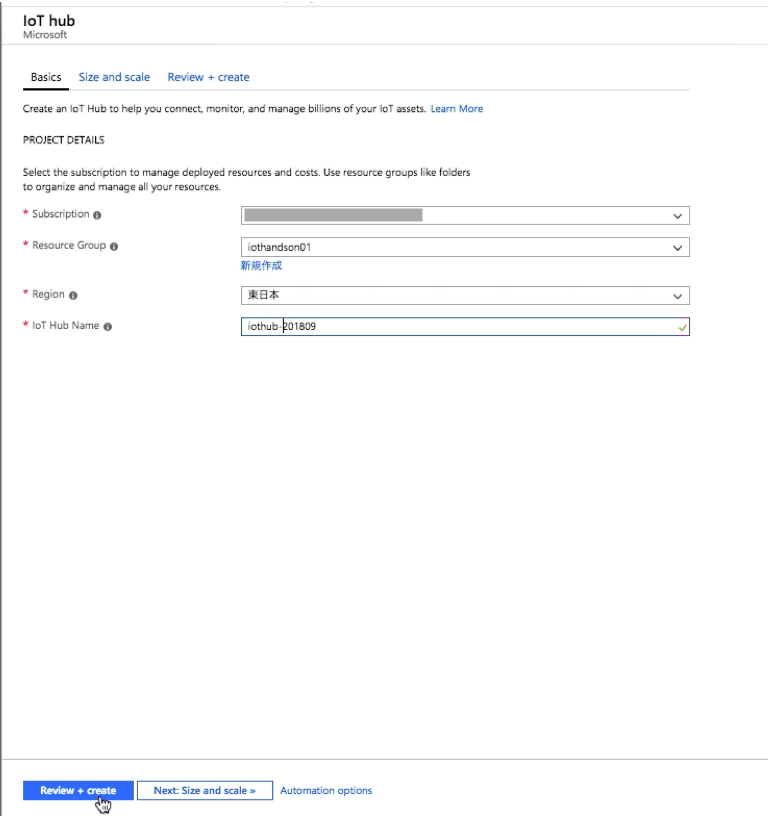 IoT hub
Microsoft
Basics Size and scale Review + create
Create an IoT Hub to help you connect, monitor, and manage billions of your IoT assets. Learn More
PROJECT DETAILS
Select the subscription to manage deployed resources and costs. Use resource groups like folders
to organize and manage all your resources.
* Subscription
* Resource Group iothandson01
新規作成
* Region 東日本
* IoT Hub Name iothub-201809
Review + create Next: Size and scale » Automation options